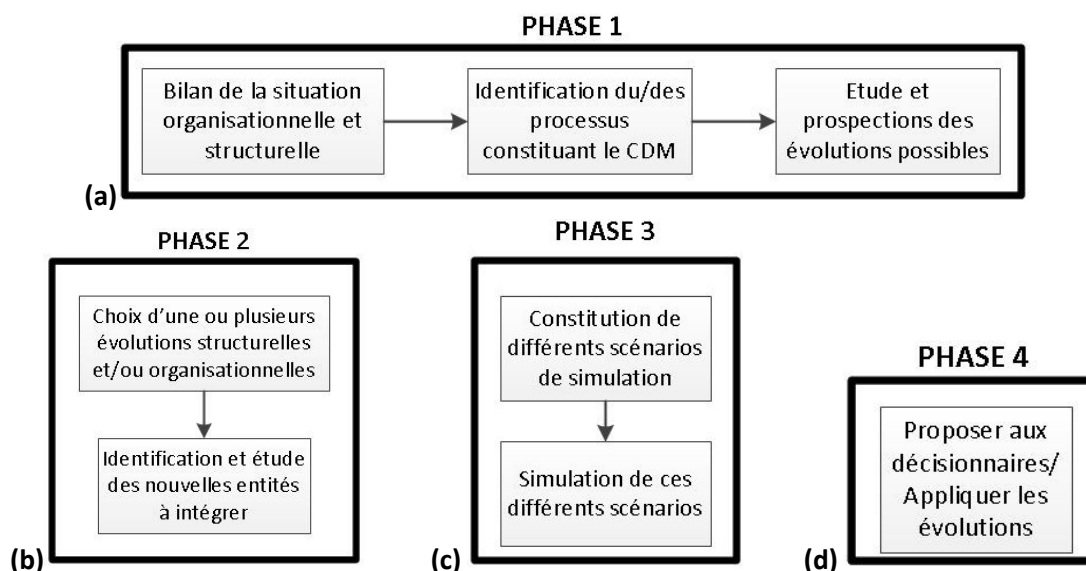 PHASE 1
Bilan de la situation
organisationnelle et
structurelle
Identification du/des
processus
constituant le CDM
Etude et
prospections des
évolutions possibles
(a)
PHASE 2
Choix d'une ou plusieurs
évolutions structurelles
et/ou organisationnelles
Identification et étude
des nouvelles entités
à intégrer
(b)
PHASE 3
Constitution de
différents scénarios
de simulation
Simulation de ces
différents scénarios
(c)
PHASE 4
Proposer aux
décisionnaires/
Appliquer les
évolutions
(d)